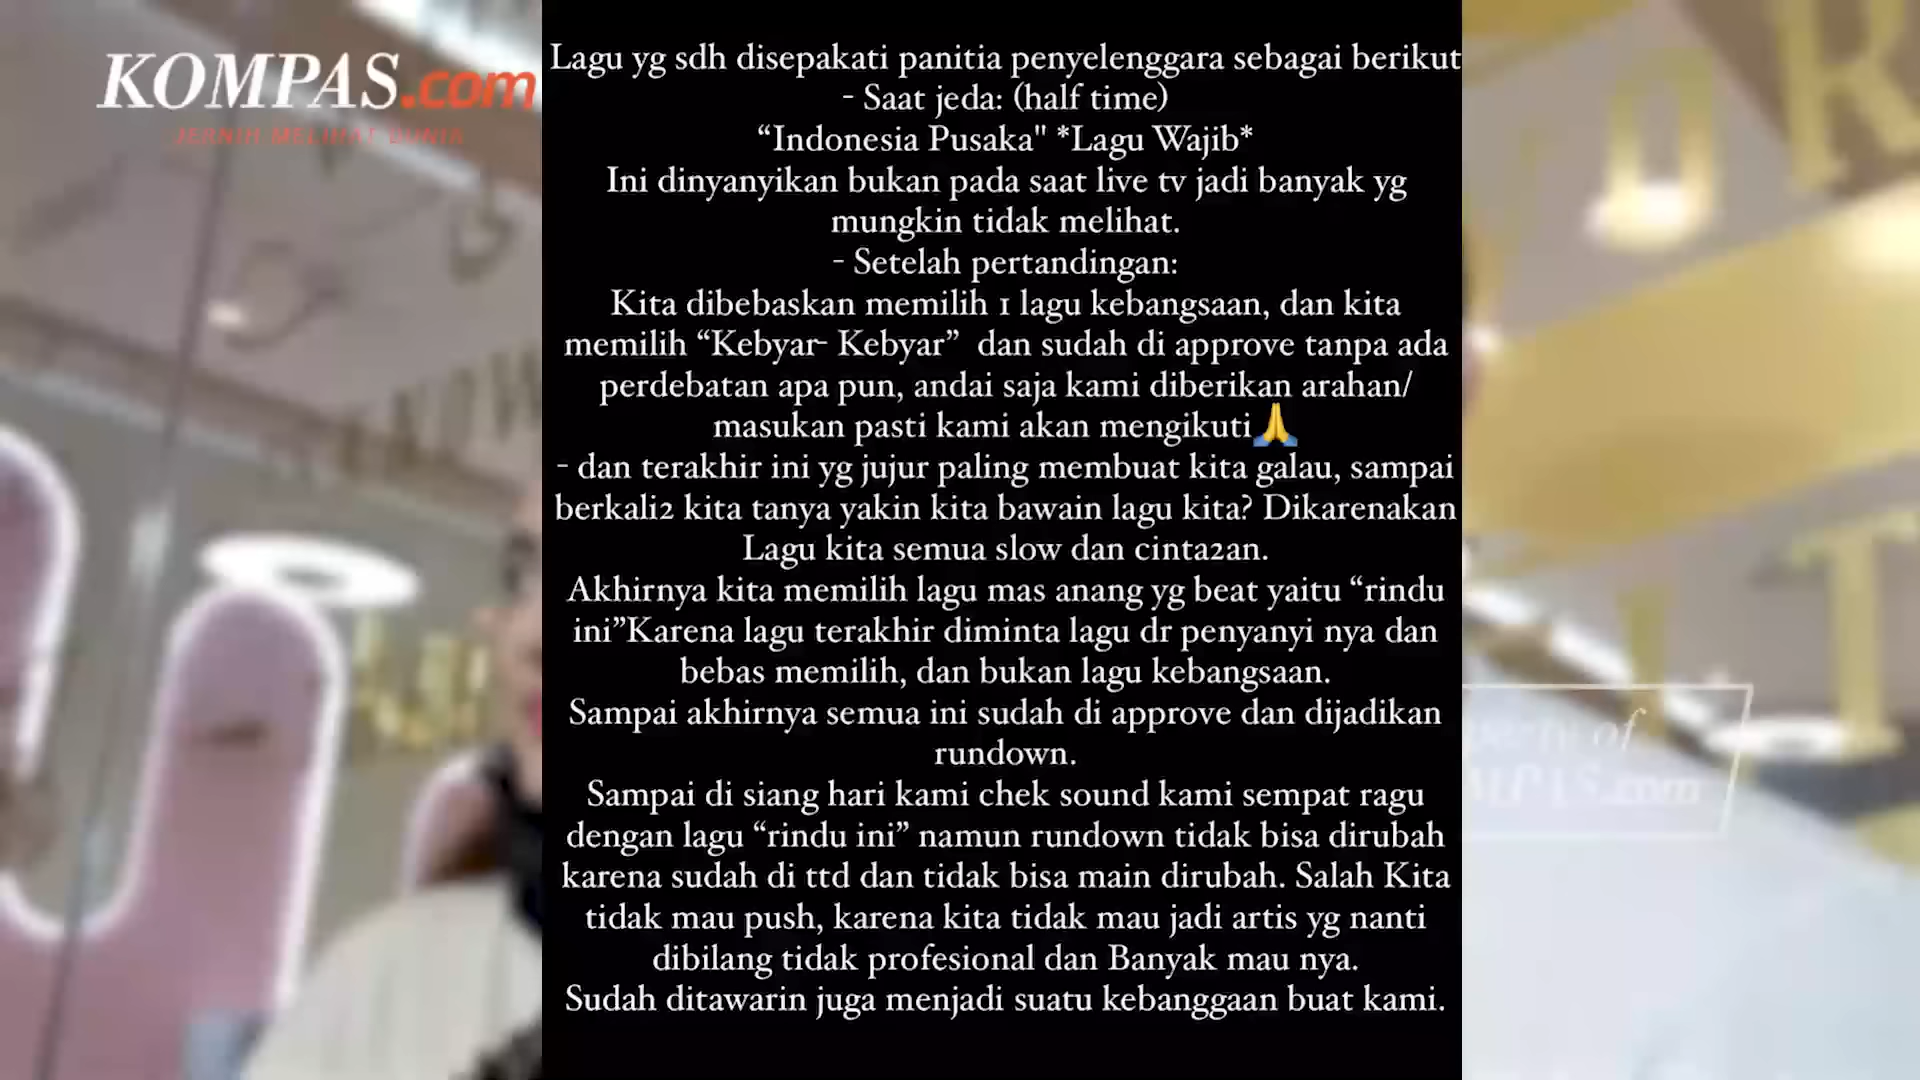 KOMPAS.com
JERNIH MELIHAT DUNIA
Lagu yg sdh disepakati panitia penyelenggara sebagai berikut
- Saat jeda: (half time)
“Indonesia Pusaka" *Lagu Wajib*
Ini dinyanyikan bukan pada saat live tv jadi banyak yg
mungkin tidak melihat.
- Setelah pertandingan:
Kita dibebaskan memilih 1 lagu kebangsaan, dan kita
memilih “Kebyar- Kebyar”  dan sudah di approve tanpa ada
perdebatan apa pun, andai saja kami diberikan arahan/
masukan pasti kami akan mengikuti🙏
- dan terakhir ini yg jujur paling membuat kita galau, sampai
berkali2 kita tanya yakin kita bawain lagu kita? Dikarenakan
Lagu kita semua slow dan cinta2an.
Akhirnya kita memilih lagu mas anang yg beat yaitu “rindu
ini”Karena lagu terakhir diminta lagu dr penyanyi nya dan
bebas memilih, dan bukan lagu kebangsaan.
Sampai akhirnya semua ini sudah di approve dan dijadikan
rundown.
Sampai di siang hari kami chek sound kami sempat ragu
dengan lagu “rindu ini” namun rundown tidak bisa dirubah
karena sudah di ttd dan tidak bisa main dirubah. Salah Kita
tidak mau push, karena kita tidak mau jadi artis yg nanti
dibilang tidak profesional dan Banyak mau nya.
Sudah ditawarin juga menjadi suatu kebanggaan buat kami.
of
.com